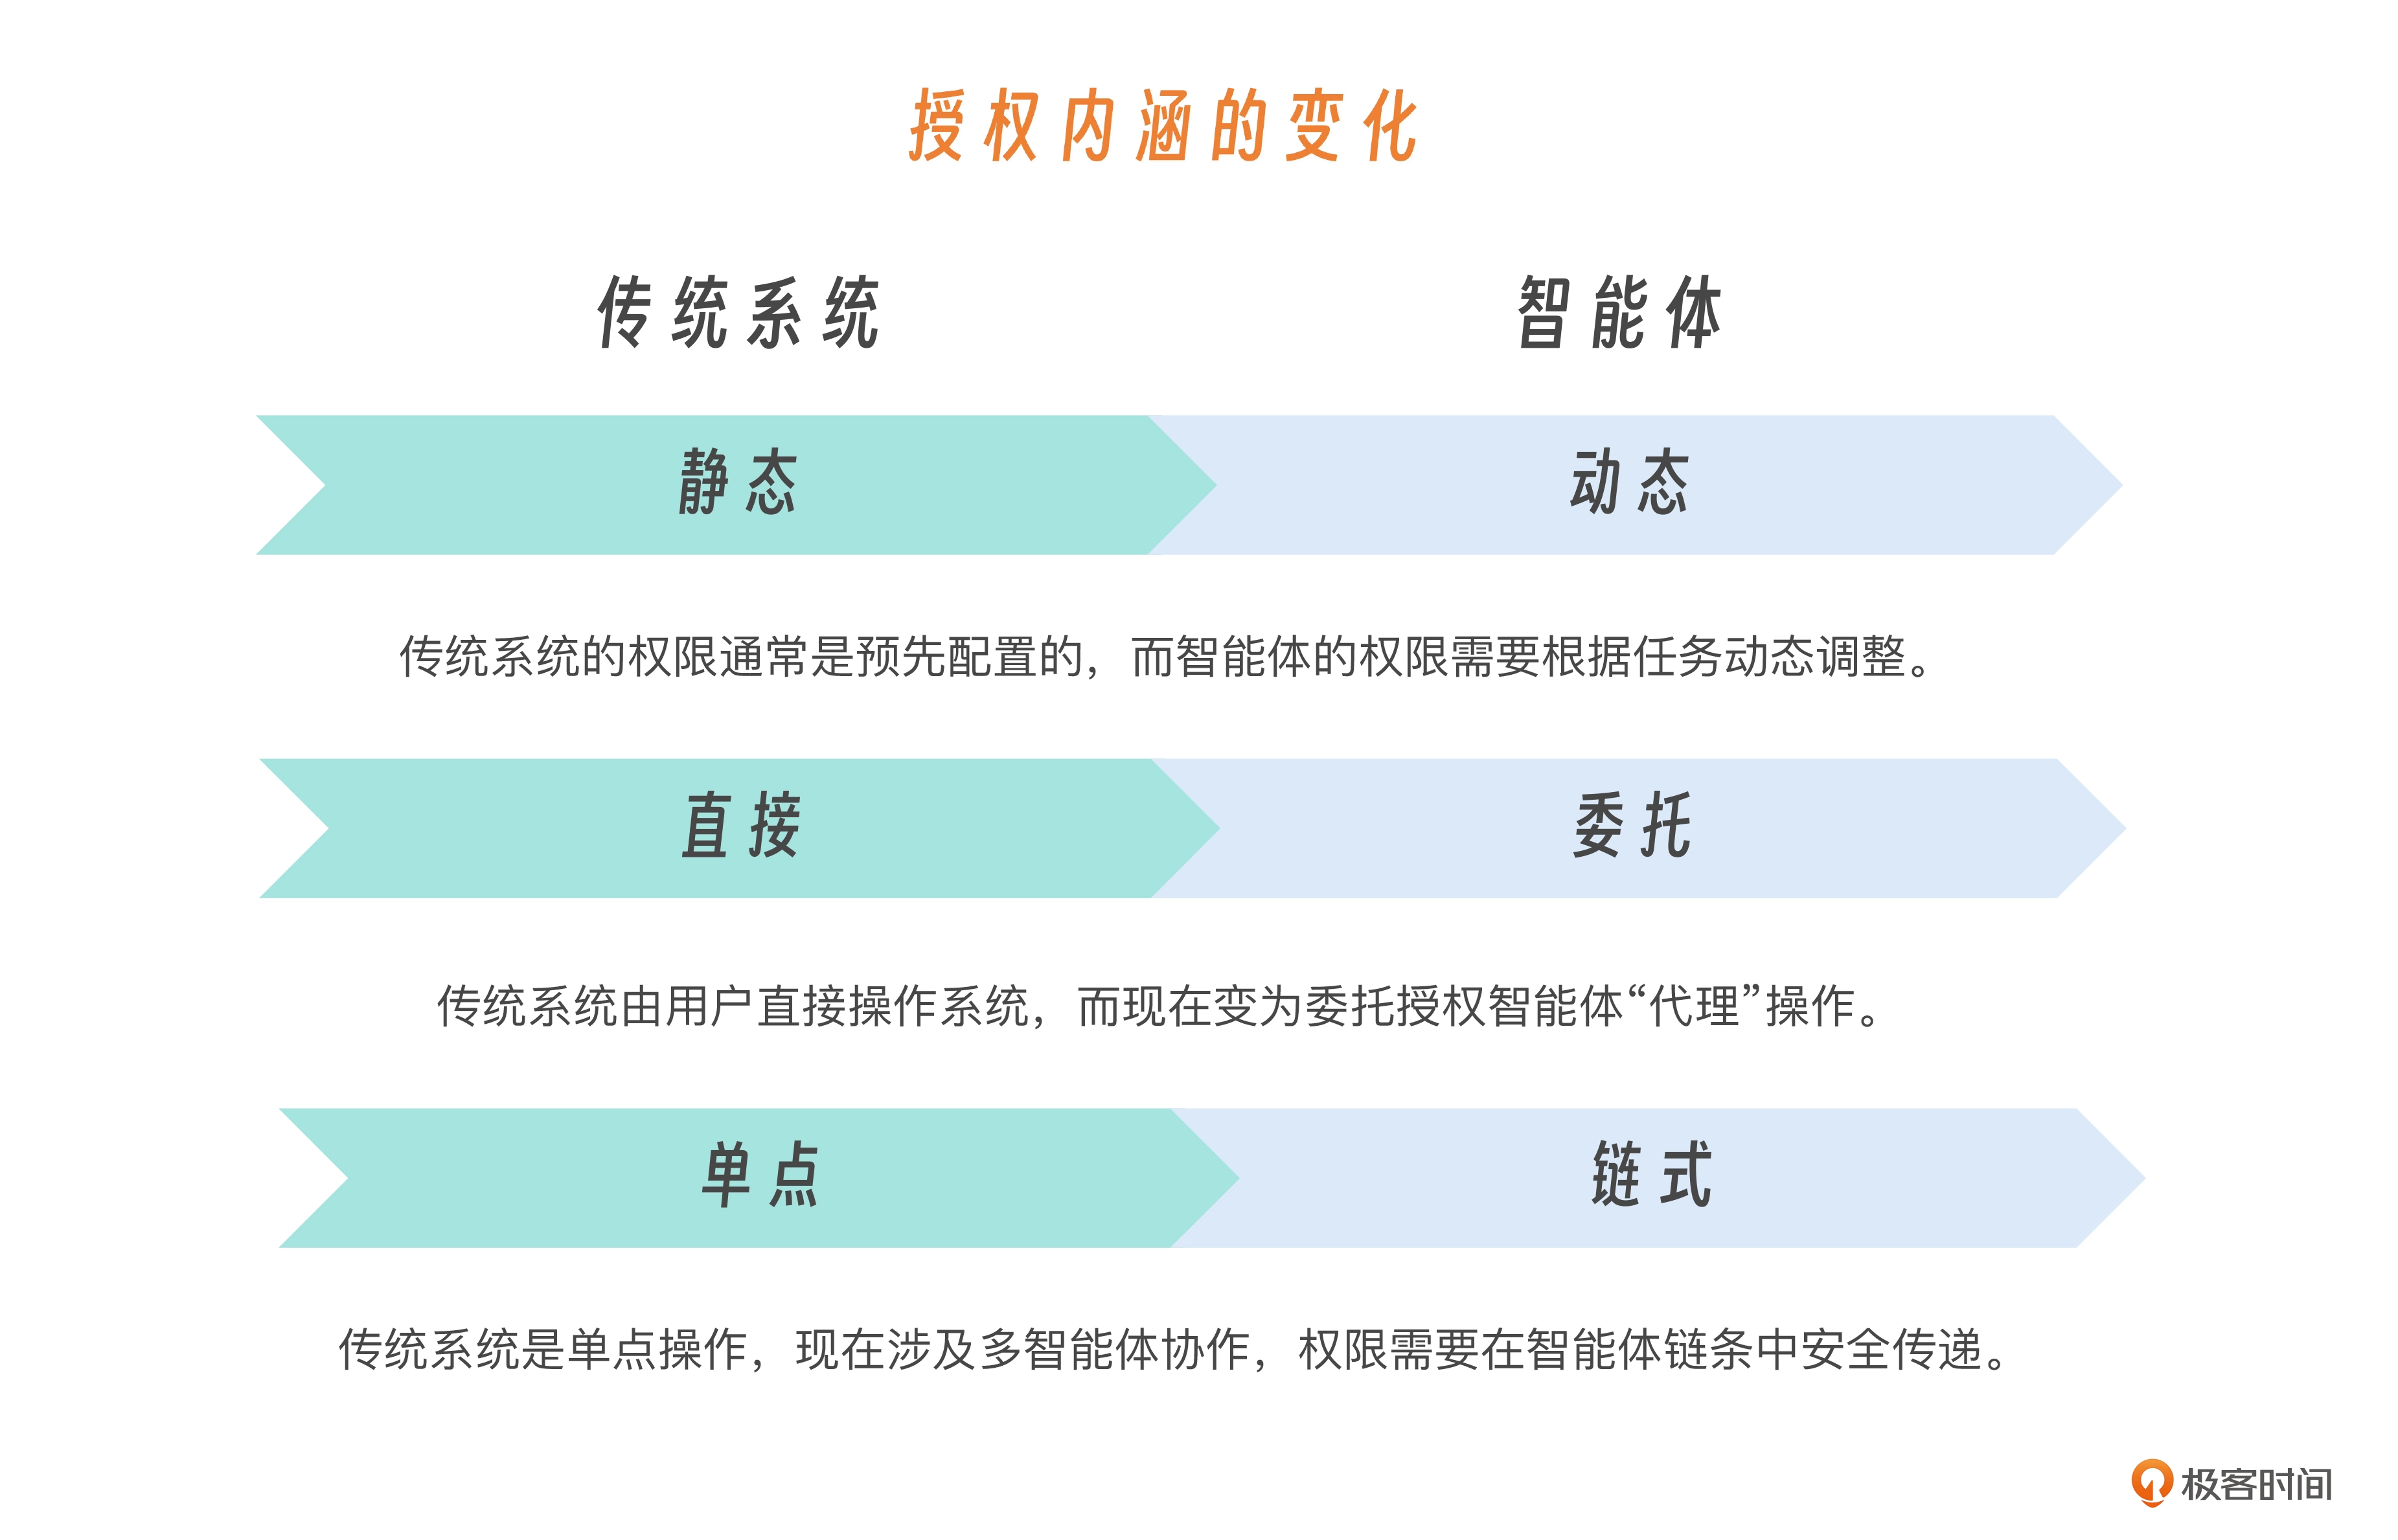 授权内涵的变化
传统系统 智能体
静态 动态
传统系统的权限通常是预先配置的，而智能体的权限需要根据任务动态调整。
直接 委托
传统系统由用户直接操作系统，而现在变为委托授权智能体“代理”操作。
单点 链式
传统系统是单点操作，现在涉及多智能体协作，权限需要在智能体链条中安全传递。
极客时间